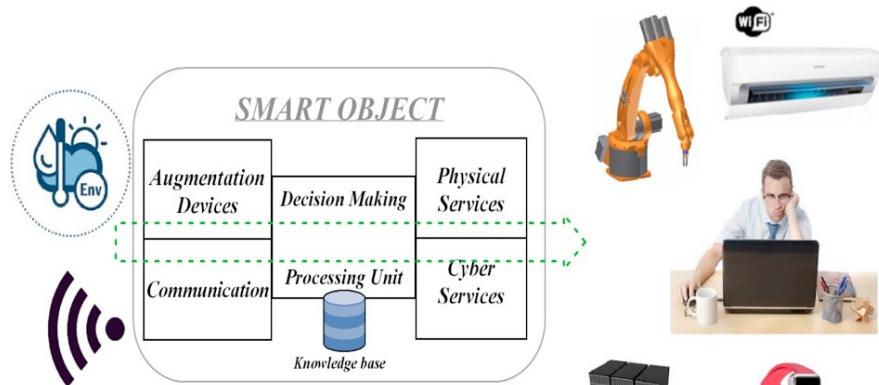 WiFi
SMART OBJECT
Augmentation
Devices
Decision Making
Physical
Services
Env
Communication
Processing Unit
Cyber
Services
Knowledge base